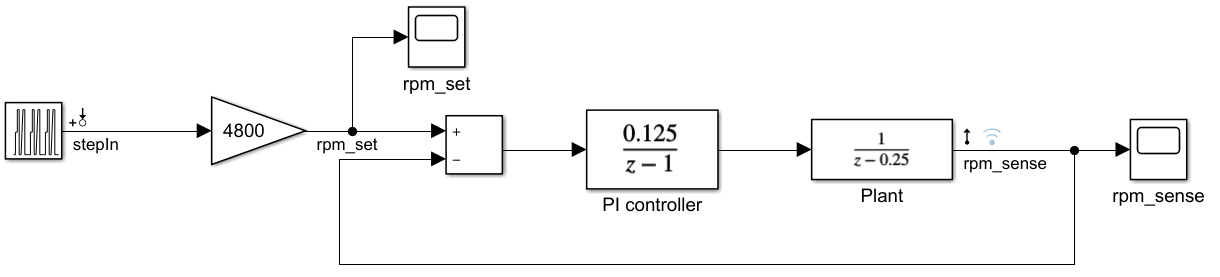 rpm_set
stepIn
4800
rpm_set
+
−
0.125
z − 1
PI controller
1
z − 0.25
Plant
rpm_sense
rpm_sense